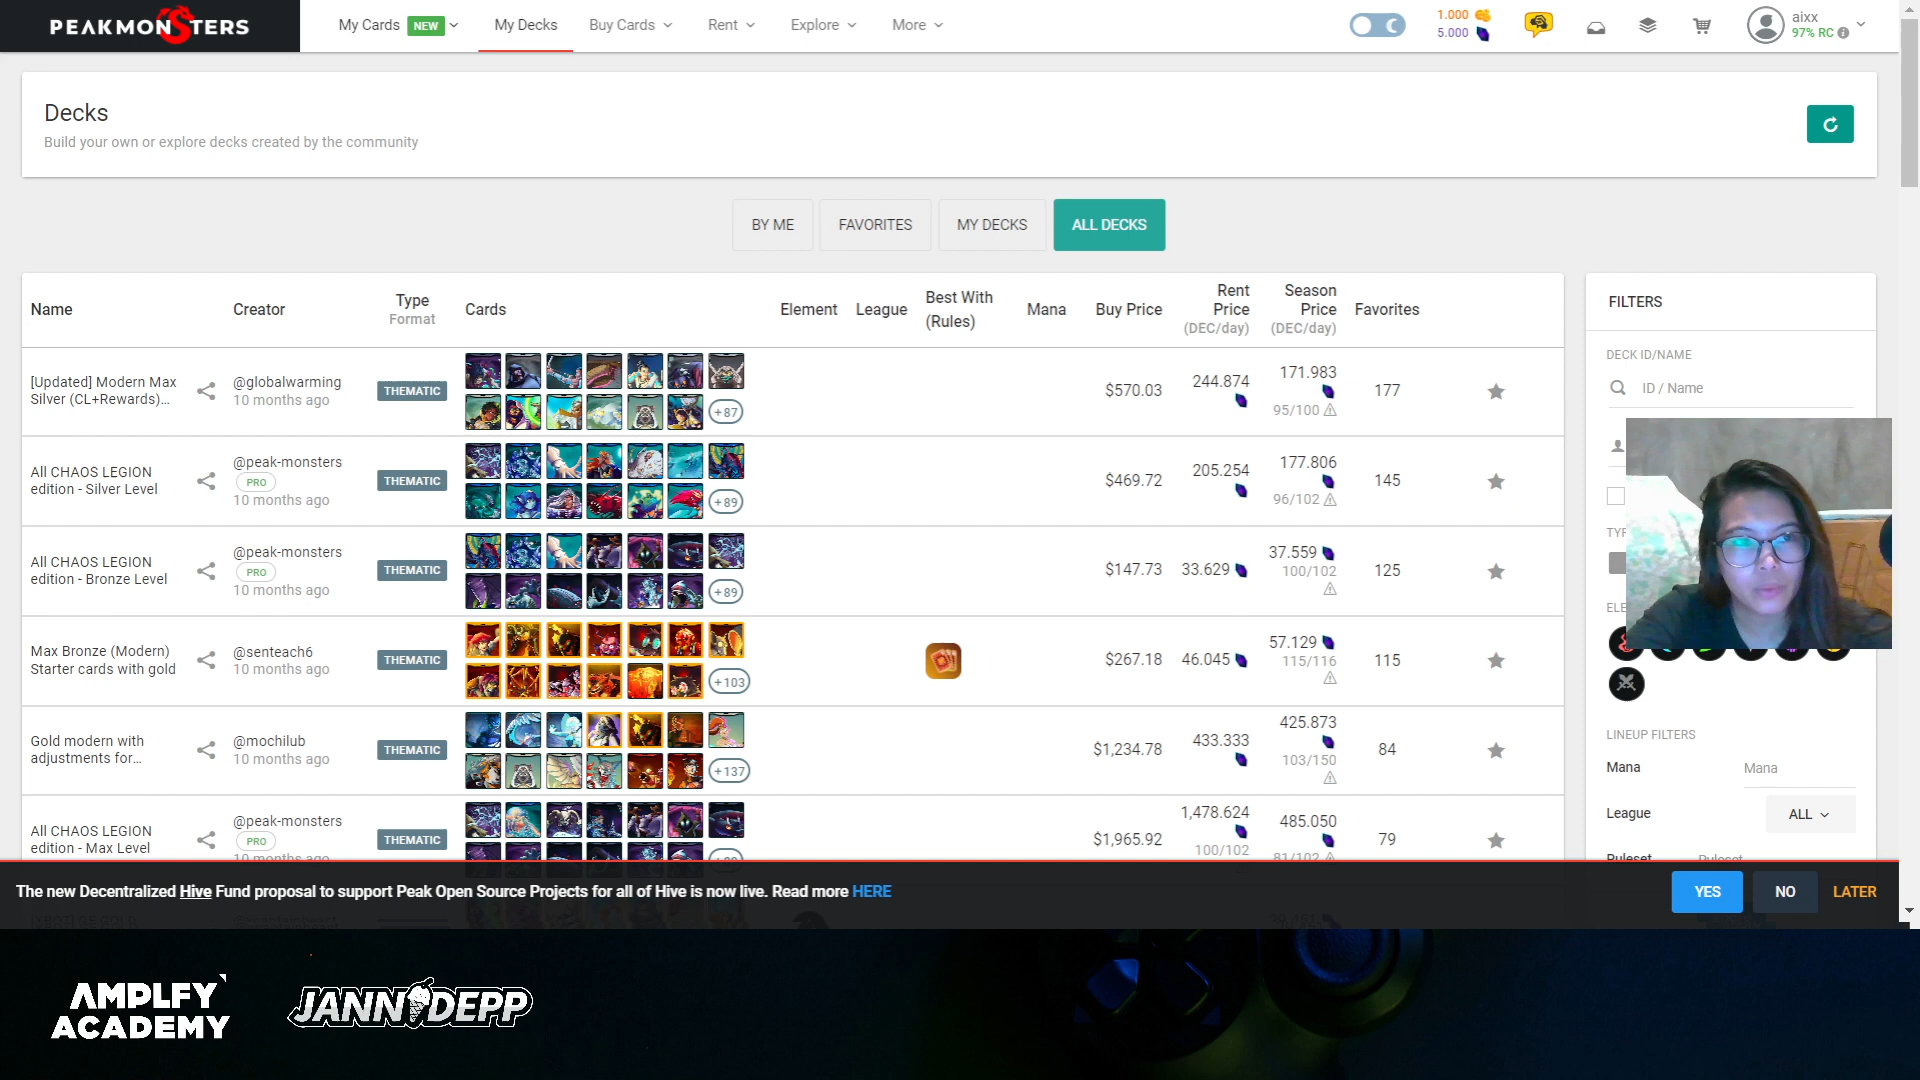 PEAKMONSTERS
My Cards NEW
My Decks
Buy Cards
Rent
Explore
More
1.000
5.000
aixx
97% RC
Decks
Build your own or explore decks created by the community
BY ME
FAVORITES
MY DECKS
ALL DECKS
Name
Creator
Type
Format
Cards
Element
League
Best With
(Rules)
Mana
Buy Price
Rent
Price
(DEC/day)
Season
Price
(DEC/day)
Favorites
[Updated] Modern Max
Silver (CL+Rewards)...
@globalwarming
10 months ago
THEMATIC
+87
$570.03
244.874
171.983
95/100
177
All CHAOS LEGION
edition - Silver Level
@peak-monsters
PRO
10 months ago
THEMATIC
+89
$469.72
205.254
177.806
96/102
145
All CHAOS LEGION
edition - Bronze Level
@peak-monsters
PRO
10 months ago
THEMATIC
+89
$147.73
33.629
37.559
100/102
125
Max Bronze (Modern)
Starter cards with gold
@senteach6
10 months ago
THEMATIC
+103
$267.18
46.045
57.129
115/116
115
Gold modern with
adjustments for...
@mochilub
10 months ago
THEMATIC
+137
$1,234.78
433.333
425.873
103/150
84
All CHAOS LEGION
edition - Max Level
@peak-monsters
PRO
10 months ago
THEMATIC
$1,965.92
1,478.624
100/102
485.050
81/102
79
FILTERS
DECK ID/NAME
ID / Name
LINEUP FILTERS
Mana
Mana
League
ALL
Ruleset
Ruleset
The new Decentralized Hive Fund proposal to support Peak Open Source Projects for all of Hive is now live. Read more HERE
YES
NO
LATER
AMPLFY
ACADEMY
JANNIDEPP